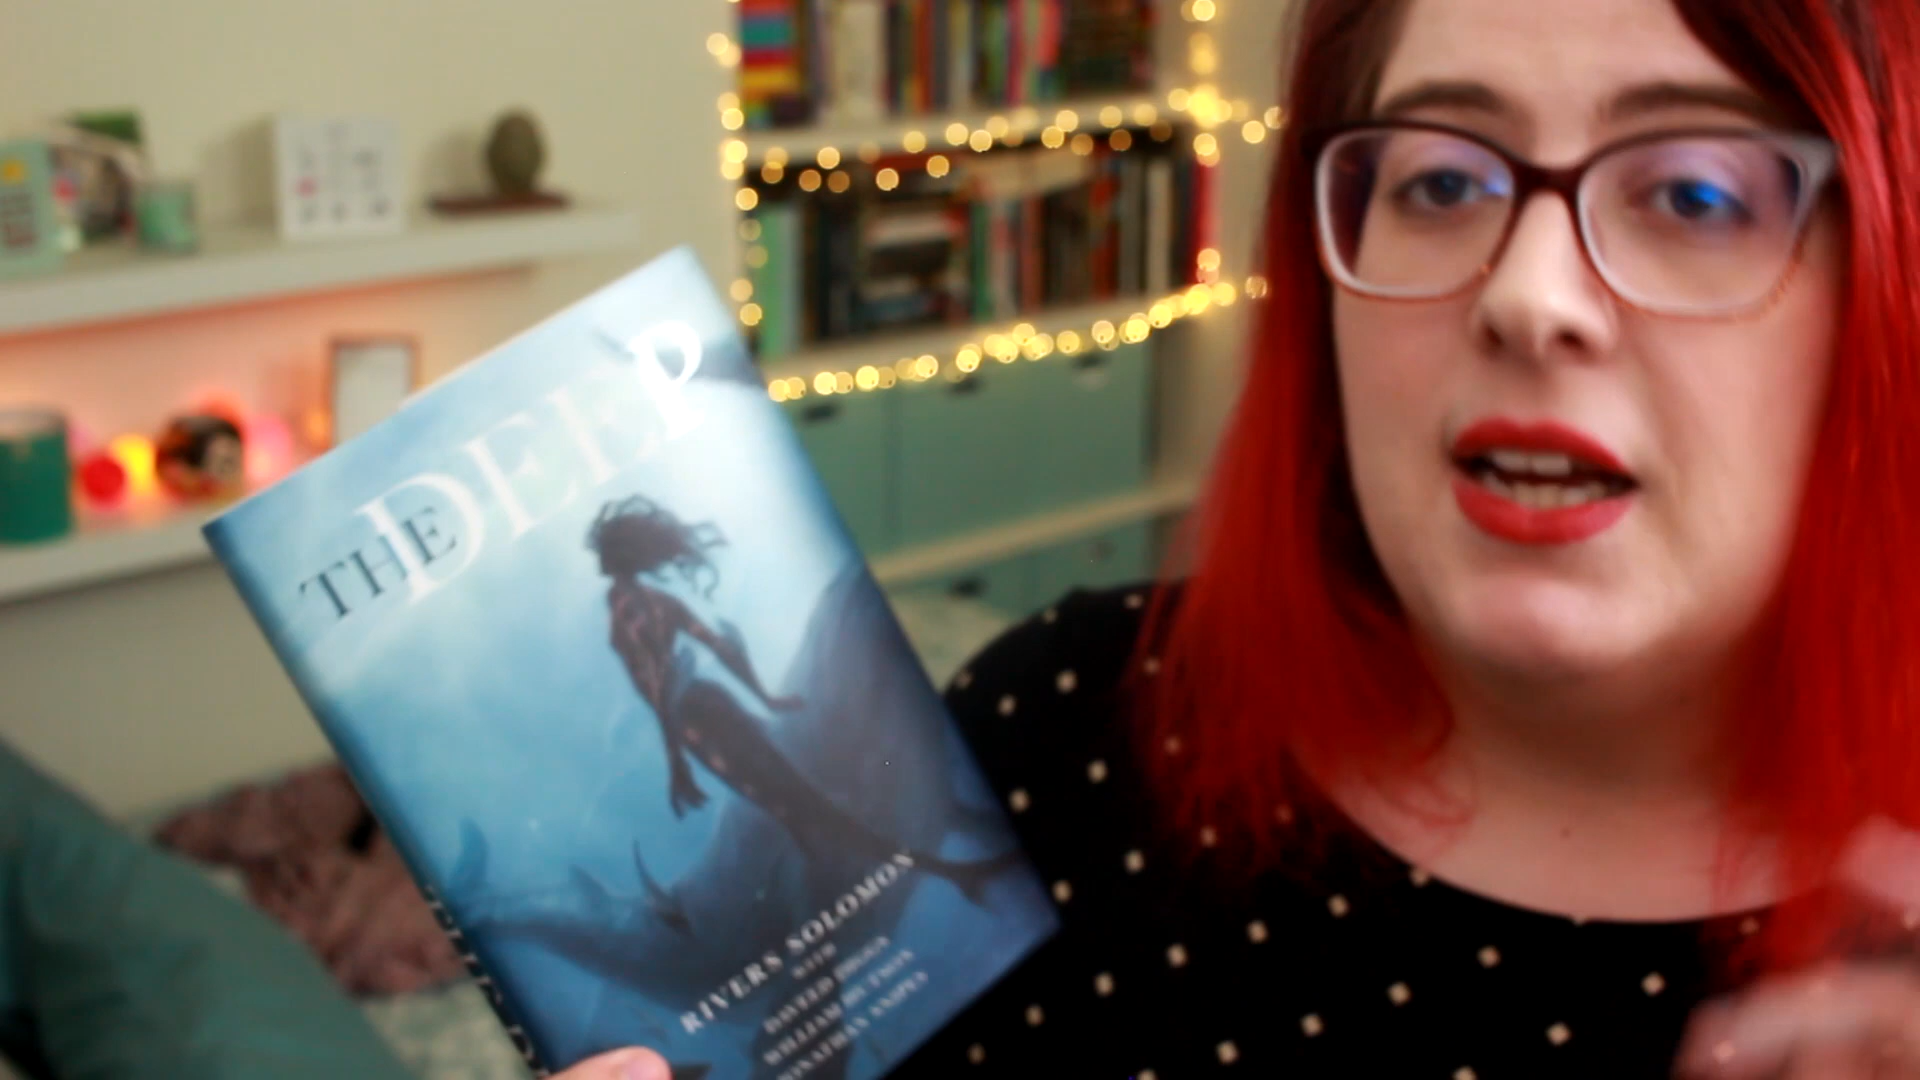 THE DEEP
RIVERS SOLOMON
WITH
DAVEED DIGGS
WILLIAM HUTSON
JONATHAN SNIPES